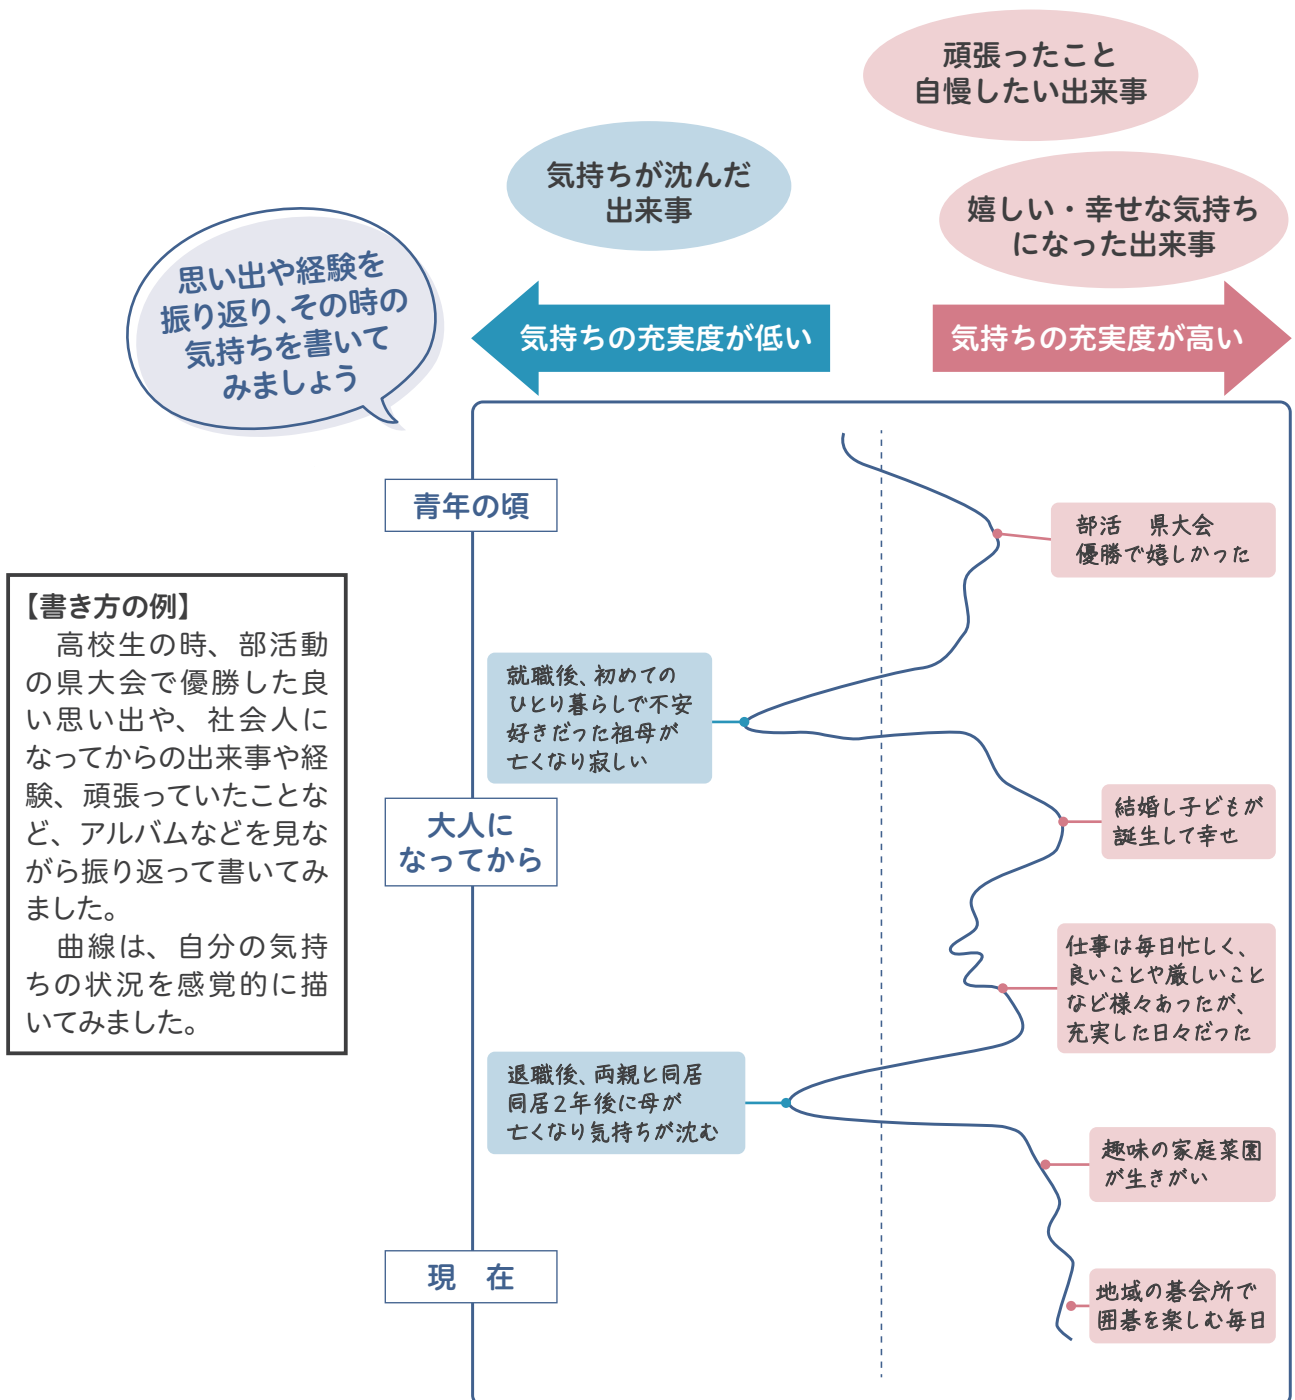 頑張ったこと
自慢したい出来事
気持ちが沈んだ
出来事
嬉しい・幸せな気持ち
になった出来事
思い出や経験を
振り返り、その時の
気持ちを書いて
みましょう
気持ちの充実度が低い
気持ちの充実度が高い
青年の頃
部活　県大会
優勝で嬉しかった
【書き方の例】
　高校生の時、部活動
の県大会で優勝した良
い思い出や、社会人に
なってからの出来事や経
験、頑張っていたことな
ど、アルバムなどを見な
がら振り返って書いてみ
ました。
　曲線は、自分の気持
ちの状況を感覚的に描
いてみました。
就職後、初めての
ひとり暮らしで不安
好きだった祖母が
亡くなり寂しい
大人に
なってから
結婚し子どもが
誕生して幸せ
仕事は毎日忙しく、
良いことや厳しいこと
など様々あったが、
充実した日々だった
退職後、両親と同居
同居2年後に母が
亡くなり気持ちが沈む
趣味の家庭菜園
が生きがい
現　在
地域の碁会所で
囲碁を楽しむ毎日